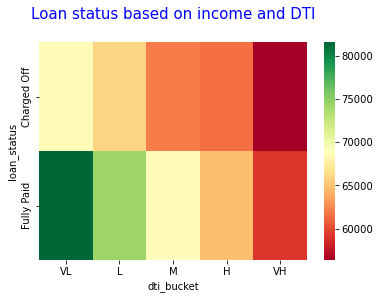 Loan status based on income and DTI
loan_status
Charged Off
Fully Paid
VL L M H VH
dti_bucket
80000
75000
70000
65000
60000